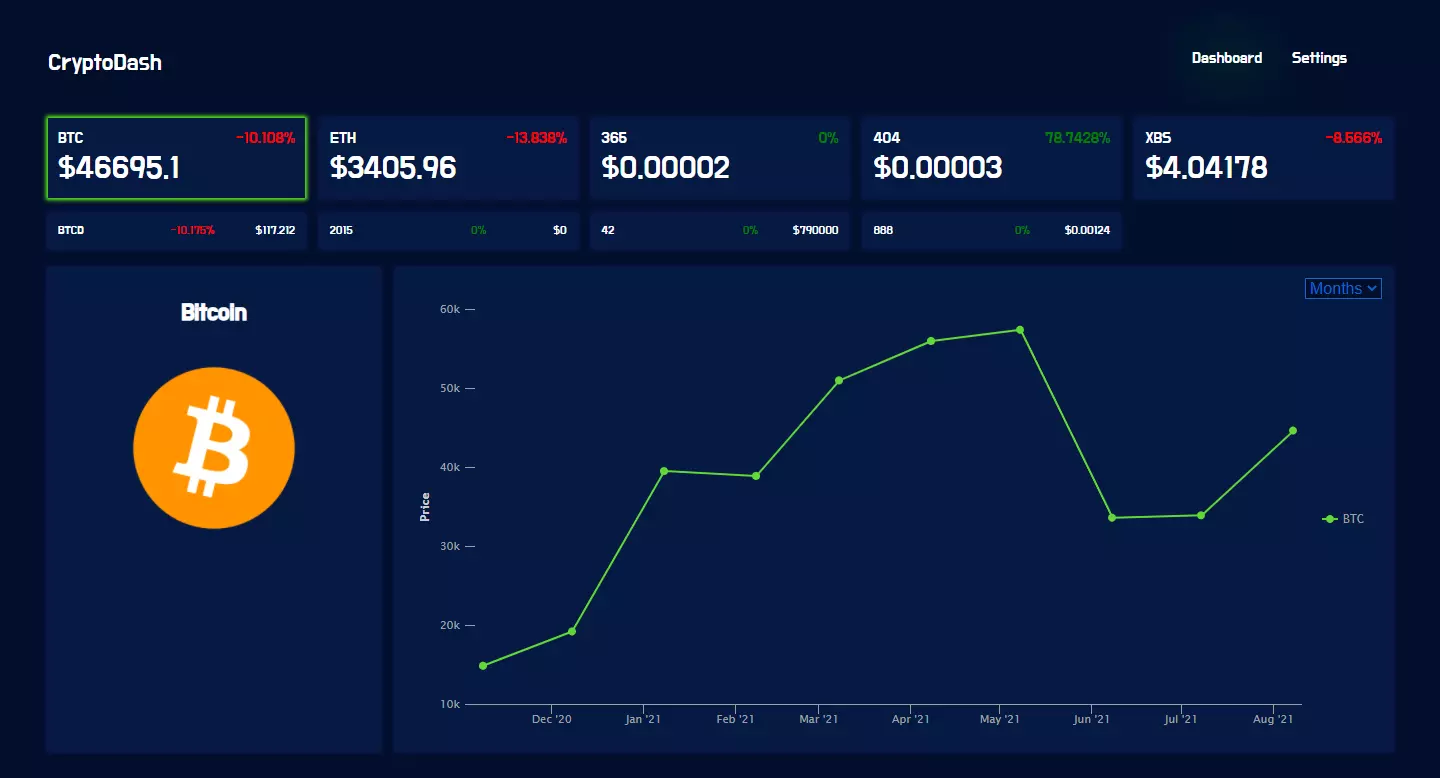 CryptoDash
Dashboard Settings
BTC -10.108%
$46695.1
ETH -13.838%
$3405.96
365 0%
$0.00002
404 78.7428%
$0.00003
XBS -8.566%
$4.04178
BTCD -10.175% $117.212
2015 0% $0
42 0% $790000
888 0% $0.00124
Bitcoin
Months
60k
50k
40k
30k
20k
10k
Price
BTC
Dec '20 Jan '21 Feb '21 Mar '21 Apr '21 May '21 Jun '21 Jul '21 Aug '21